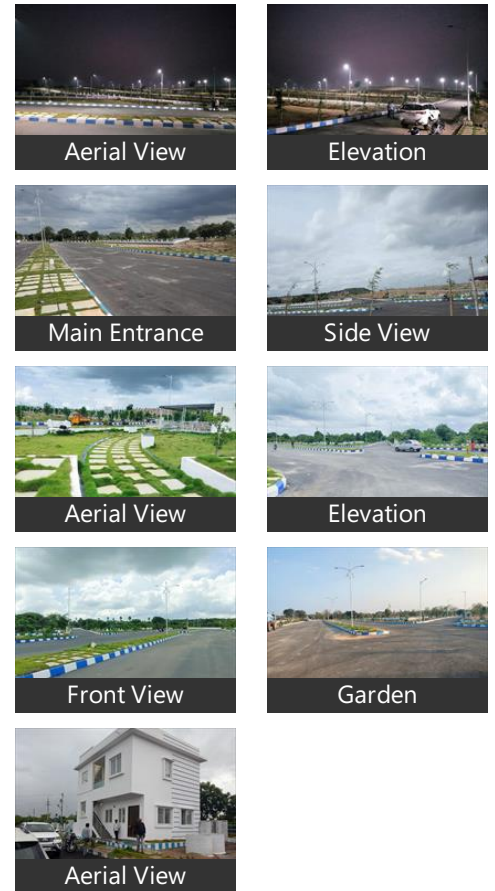 Aerial View
Elevation
Main Entrance
Side View
Aerial View
Elevation
Front View
Garden
Aerial View